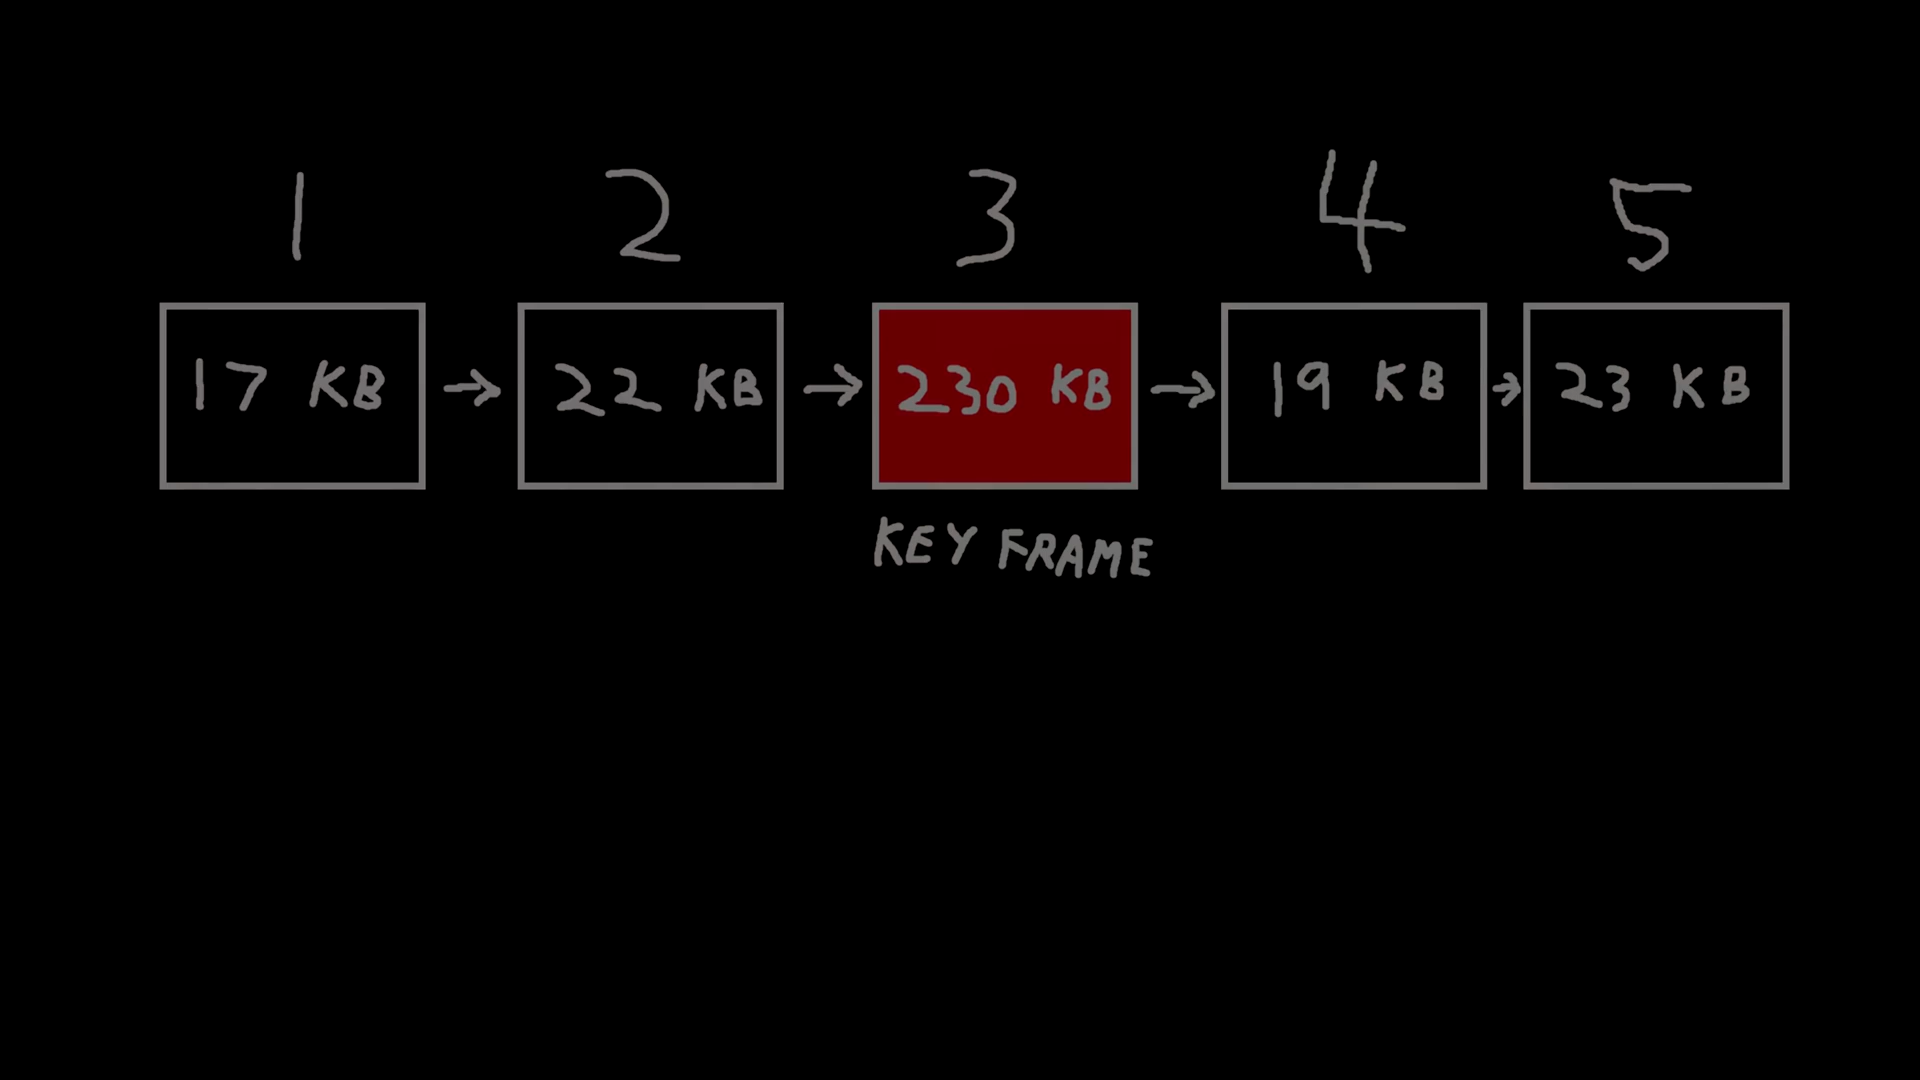 1 2 3 4 5
17 KB → 22 KB → 230 KB → 19 KB → 23 KB
KEY FRAME